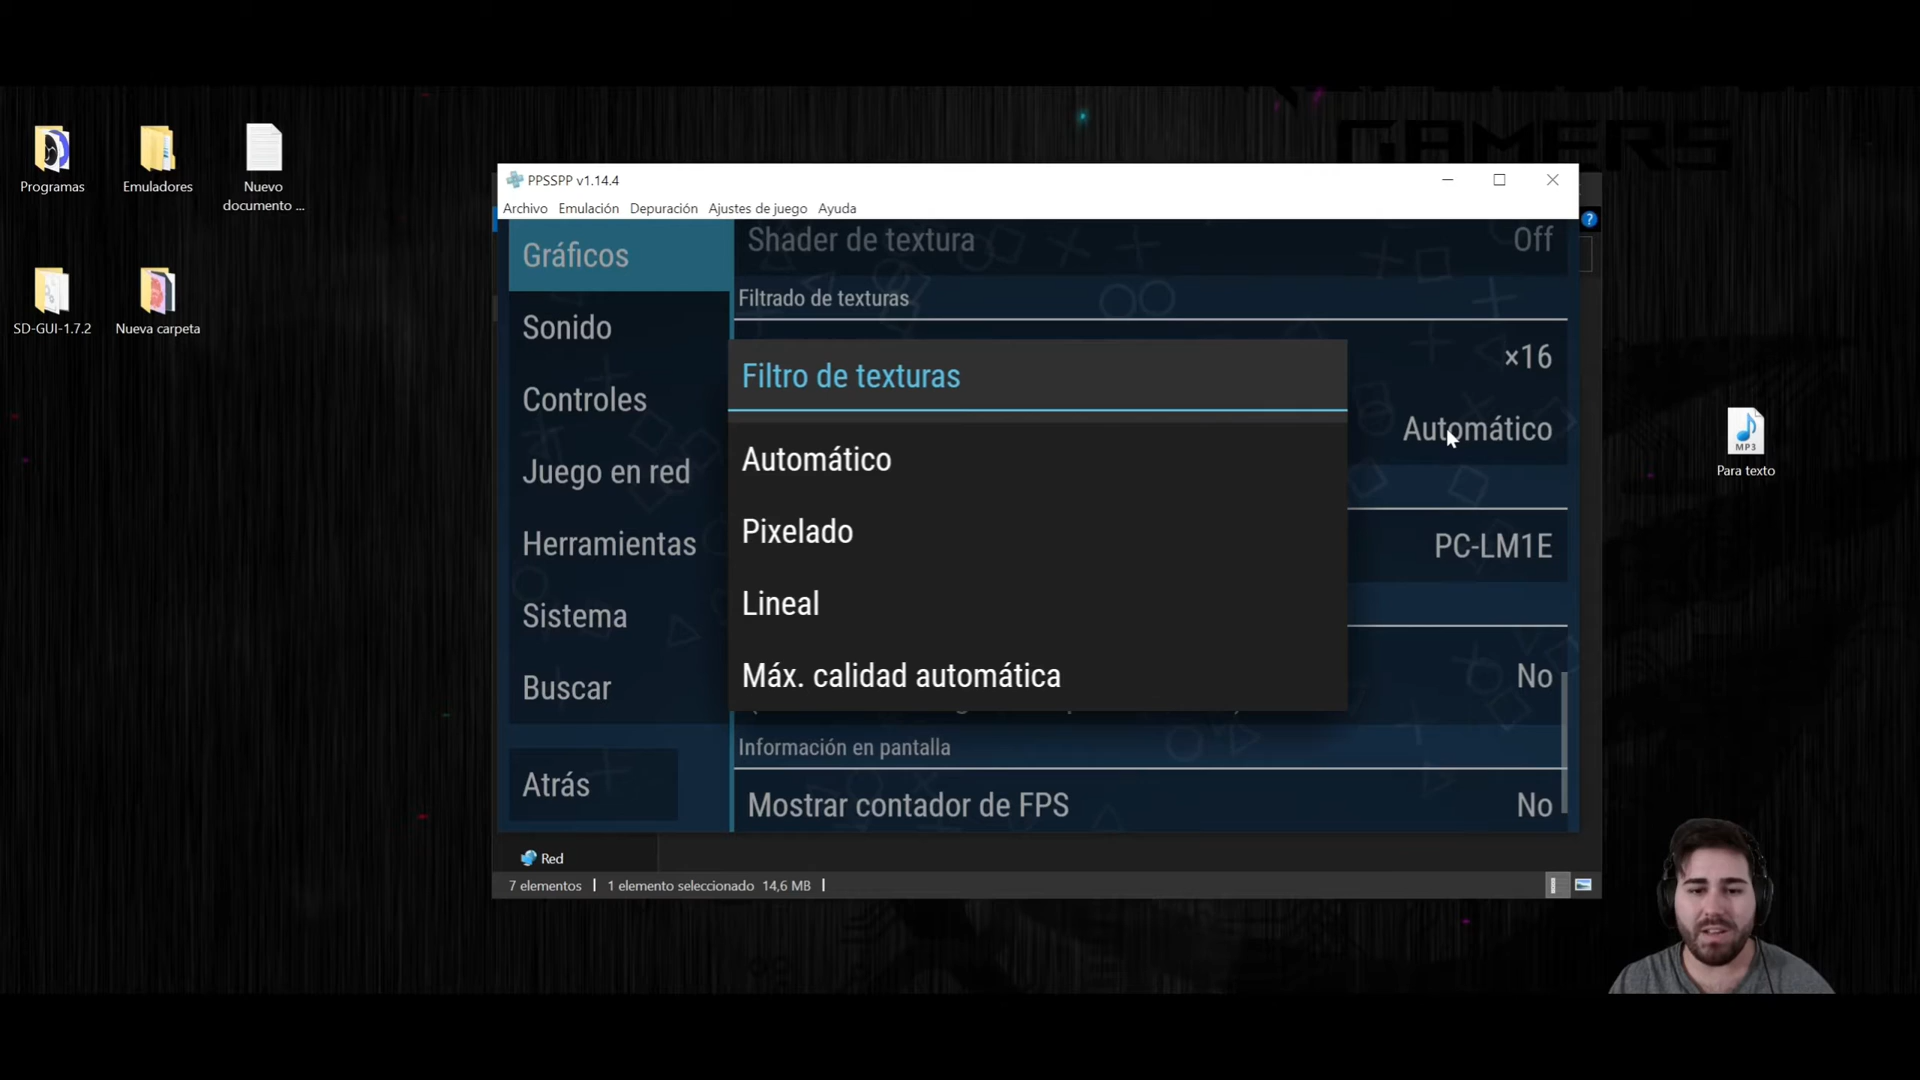 GAMERS
Programas
Emuladores
Nuevo
documento ...
SD-GUI-1.7.2
Nueva carpeta
PPSSPP v1.14.4
Archivo Emulación Depuración Ajustes de juego Ayuda
Gráficos
Sonido
Controles
Juego en red
Herramientas
Sistema
Buscar
Atrás
Shader de textura Off
Filtrado de texturas
×16
Automático
PC-LM1E
No
Filtro de texturas
Automático
Pixelado
Lineal
Máx. calidad automática
Información en pantalla
Mostrar contador de FPS No
Red
7 elementos 1 elemento seleccionado 14,6 MB
MP3
Para texto